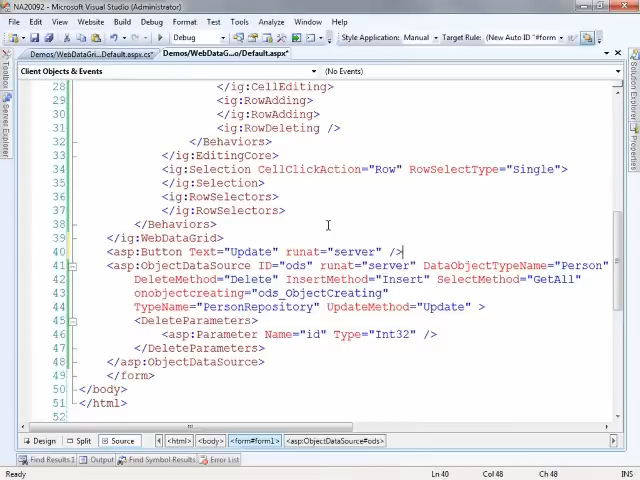 NA20092 - Microsoft Visual Studio (Administrator)
File Edit View Website Build Debug Format Tools Test Analyze Window Help
Debug Style Application: Manual Target Rule: (New Auto ID "#form
Demos/WebDataGri...Default.aspx.cs* Demos/WebDataG...o/Default.aspx*
Client Objects & Events (No Events)
28 </ig:CellEditing>
29 <ig:RowAdding>
30 </ig:RowAdding>
31 <ig:RowDeleting />
32 </Behaviors>
33 </ig:EditingCore>
34 <ig:Selection CellClickAction="Row" RowSelectType="Single">
35 </ig:Selection>
36 <ig:RowSelectors>
37 </ig:RowSelectors>
38 </Behaviors>
39 </ig:WebDataGrid>
40 <asp:Button Text="Update" runat="server" />
41 <asp:ObjectDataSource ID="ods" runat="server" DataObjectTypeName="Person"
42 DeleteMethod="Delete" InsertMethod="Insert" SelectMethod="GetAll"
43 onobjectcreating="ods_ObjectCreating"
44 TypeName="PersonRepository" UpdateMethod="Update" >
45 <DeleteParameters>
46 <asp:Parameter Name="id" Type="Int32" />
47 </DeleteParameters>
48 </asp:ObjectDataSource>
49 </form>
50 </body>
51 </html>
52
Design Split Source <html> <body> <form#form1> <asp:ObjectDataSource#ods>
Find Results 1 Output Find Symbol Results Error List
Ready Ln 40 Col 48 Ch 48
Toolbox
Server Explorer
Solution Explorer
Properties